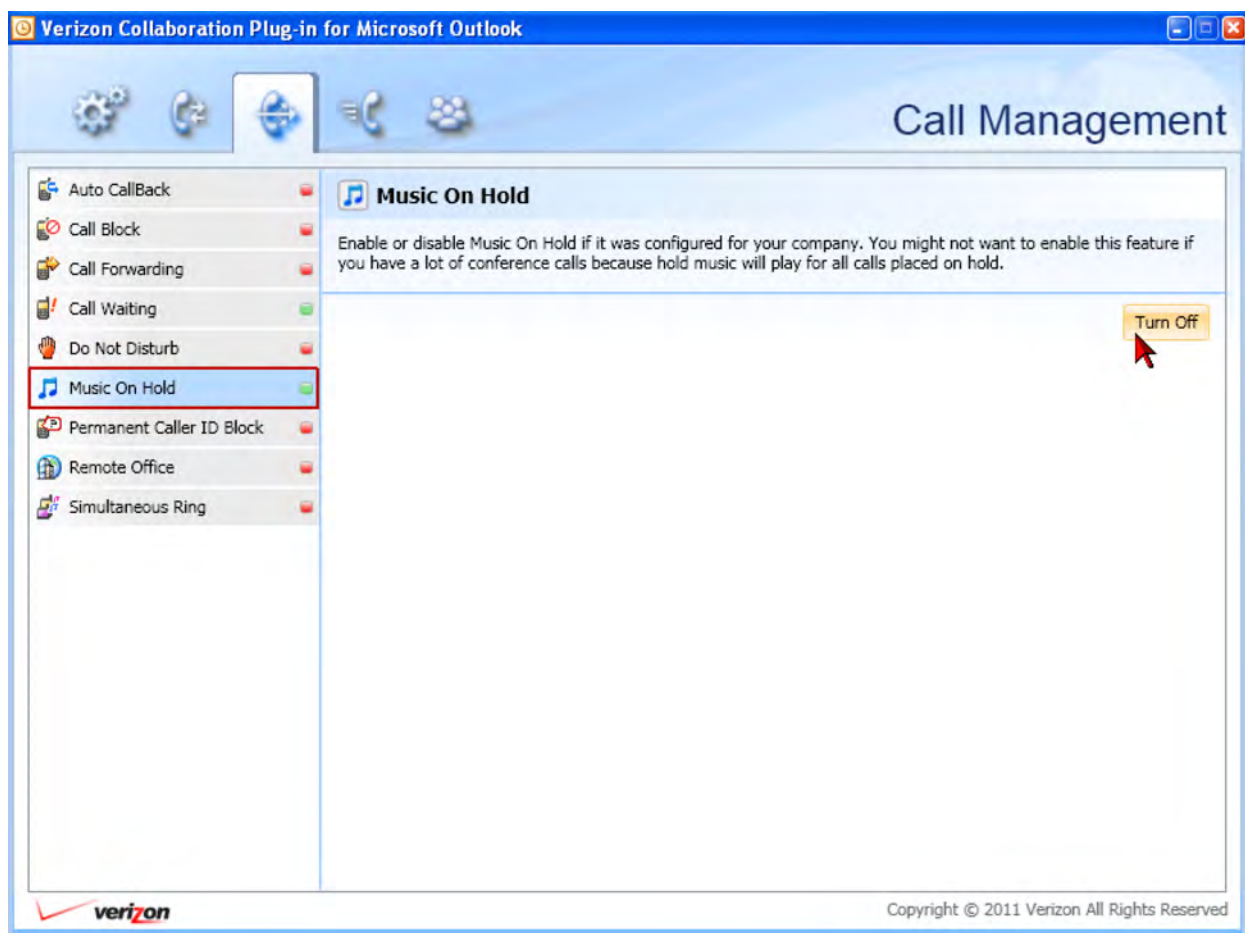 Verizon Collaboration Plug-in for Microsoft Outlook
Call Management
Auto CallBack
Call Block
Call Forwarding
Call Waiting
Do Not Disturb
Music On Hold
Permanent Caller ID Block
Remote Office
Simultaneous Ring
Music On Hold
Enable or disable Music On Hold if it was configured for your company. You might not want to enable this feature if
you have a lot of conference calls because hold music will play for all calls placed on hold.
Turn Off
verizon
Copyright © 2011 Verizon All Rights Reserved